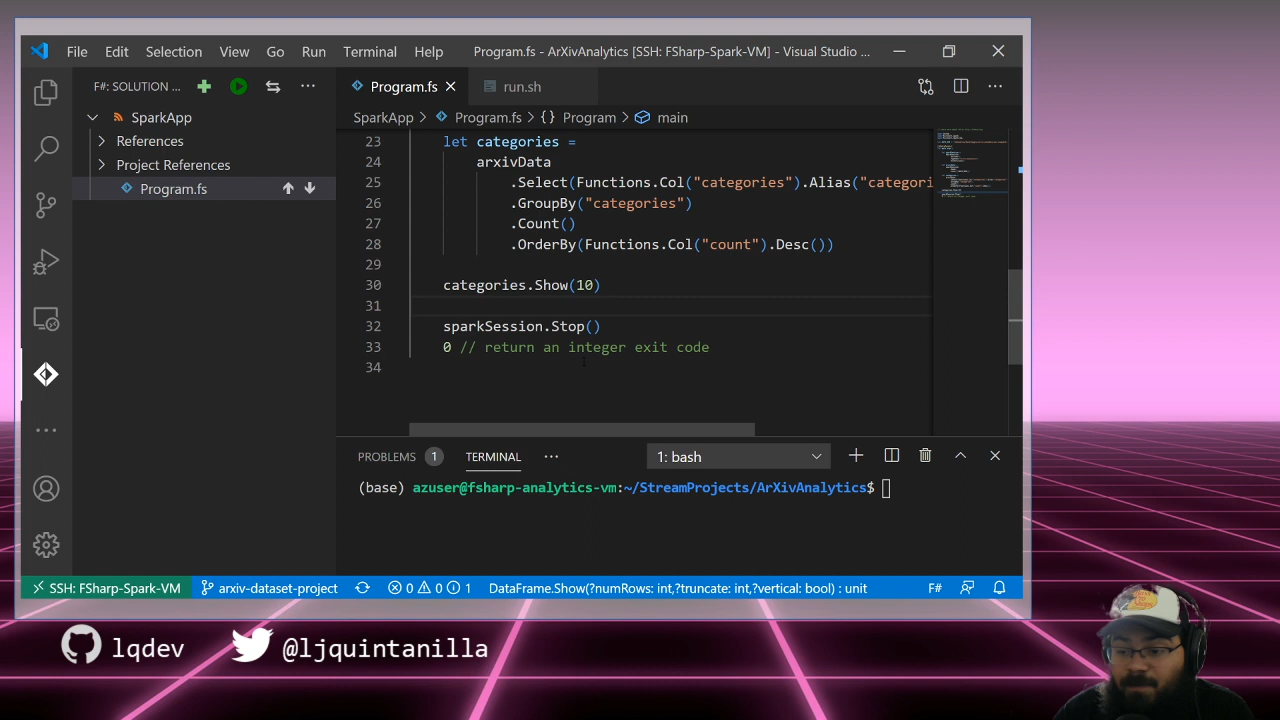 File Edit Selection View Go Run Terminal Help Program.fs - ArXivAnalytics [SSH: FSharp-Spark-VM] - Visual Studio ...
F#: SOLUTION ...
Program.fs run.sh
SparkApp
References
Project References
Program.fs
SparkApp > Program.fs > {} Program > main
23 let categories =
24 arxivData
25 .Select(Functions.Col("categories").Alias("categori
26 .GroupBy("categories")
27 .Count()
28 .OrderBy(Functions.Col("count").Desc())
29
30 categories.Show(10)
31
32 sparkSession.Stop()
33 0 // return an integer exit code
34
PROBLEMS 1 TERMINAL ... 1: bash
(base) azuser@fsharp-analytics-vm:~/StreamProjects/ArXivAnalytics$
SSH: FSharp-Spark-VM arxiv-dataset-project 0 0 1 DataFrame.Show(?numRows: int,?truncate: int,?vertical: bool) : unit F#
lqdev @ljquintanilla